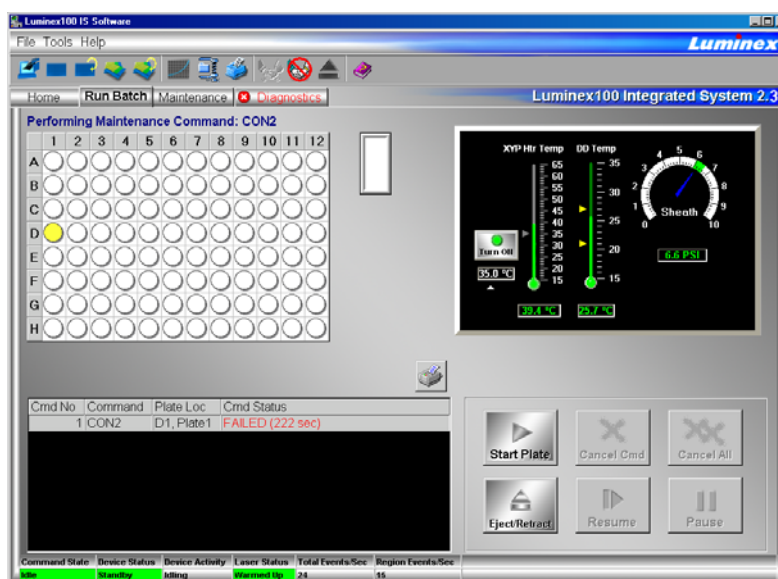 Luminex100 IS Software
File Tools Help
Luminex
Home Run Batch Maintenance Diagnostics
Luminex100 Integrated System 2.3
Performing Maintenance Command: CON2
1 2 3 4 5 6 7 8 9 10 11 12
A
B
C
D
E
F
G
H
XYP Htr Temp DD Temp
65
60
55
50
45
40
35
30
25
20
15
35
30
25
20
15
0 1 2 3 4 5 6 7 8 9 10
Sheath
Turn Off
35.0 °C
39.4 °C
25.7 °C
6.6 PSI
Cmd No Command Plate Loc Cmd Status
1 CON2 D1, Plate1 FAILED (222 sec)
Start Plate
Cancel Cmd
Cancel All
Eject/Retract
Resume
Pause
Command State Device Status Device Activity Laser Status Total Events/Sec Region Events/Sec
Idle Standby Idling Warmed Up 24 15